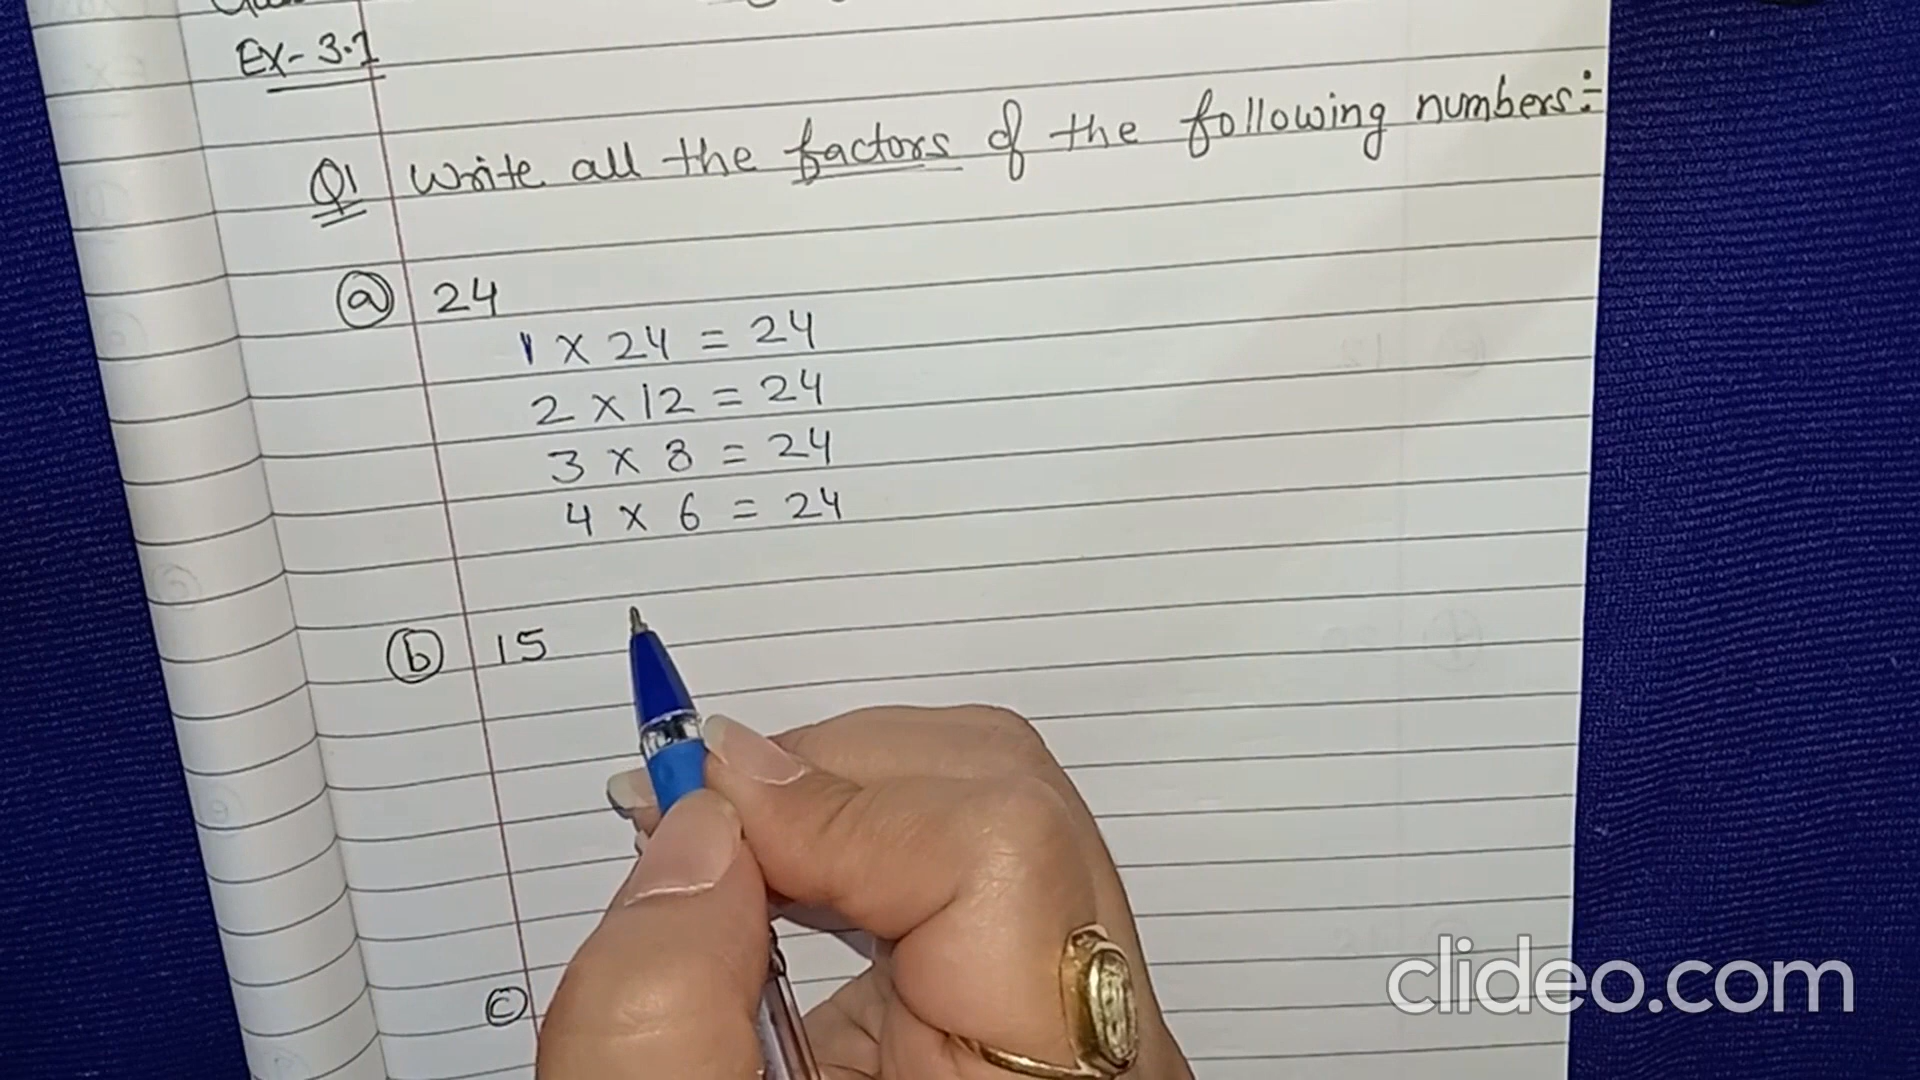 Ex- 3.1
Q1 Write all the factors of the following numbers:-
(a) 24
1 × 24 = 24
2 × 12 = 24
3 × 8 = 24
4 × 6 = 24
(b) 15
(c)
clideo.com